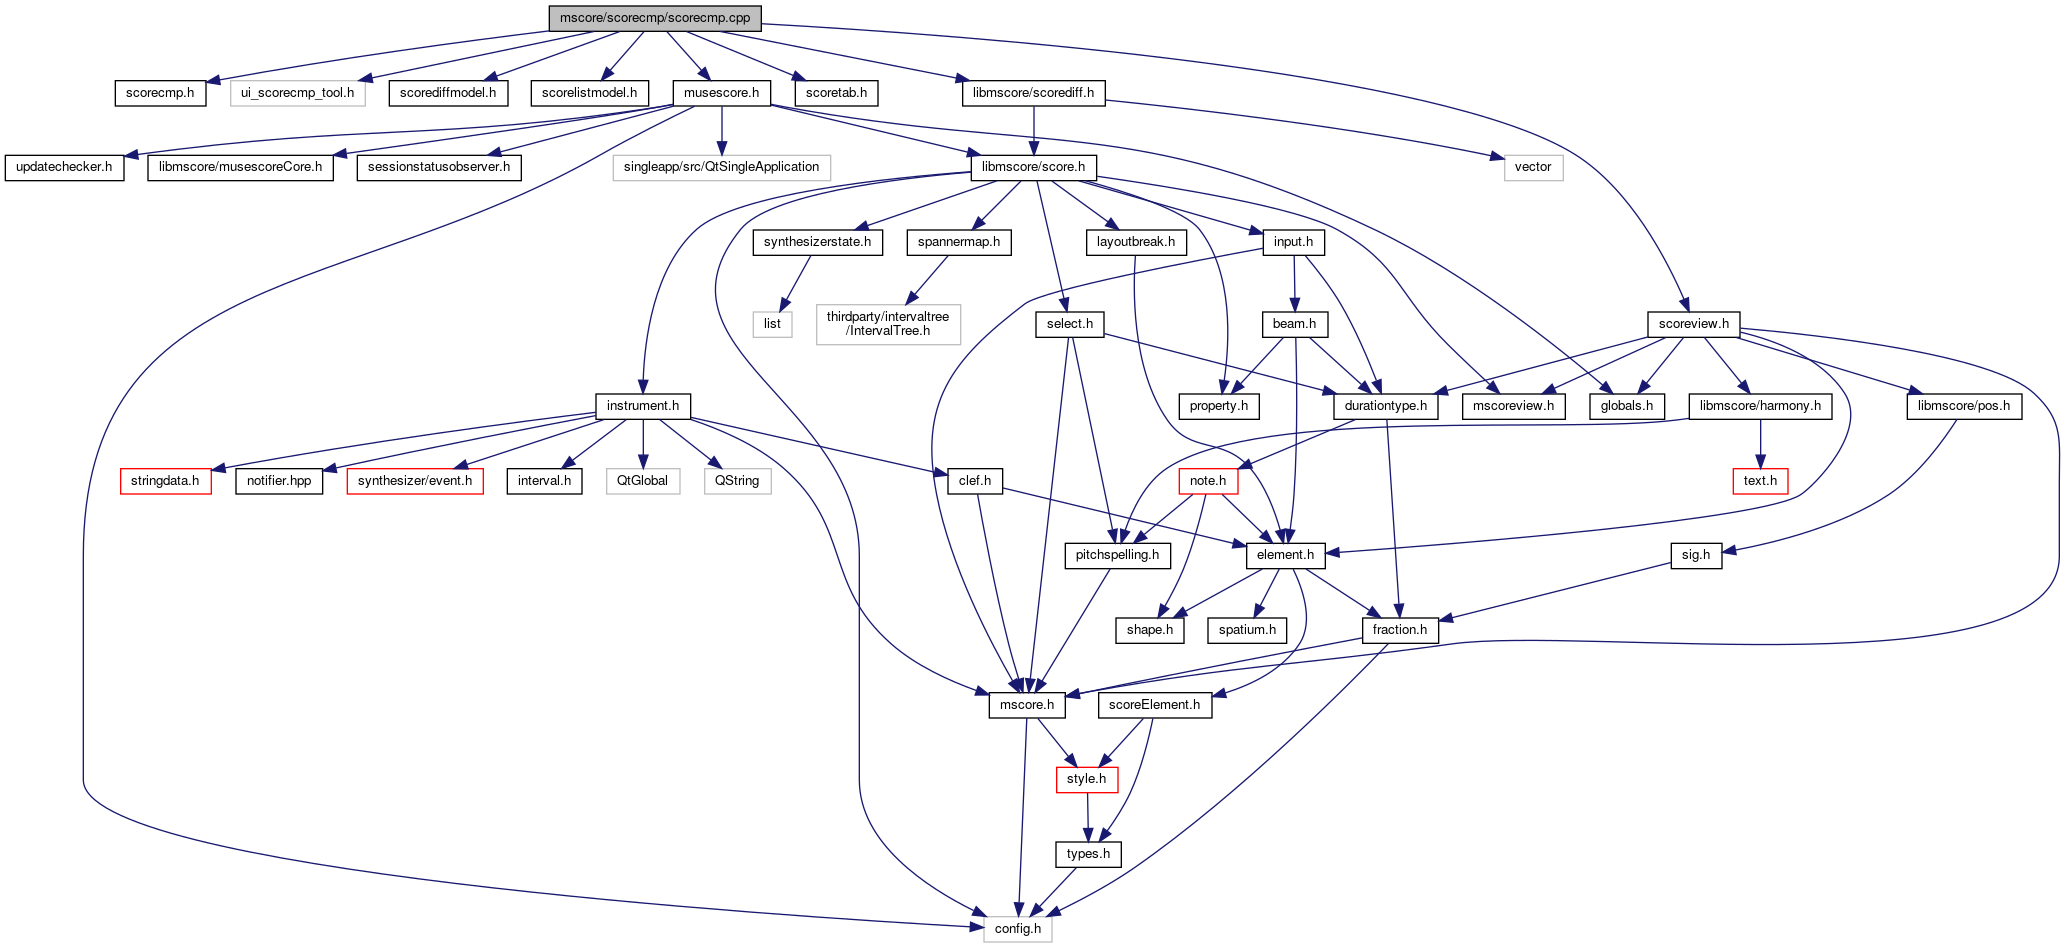 mscore/scorecmp/scorecmp.cpp
scorecmp.h
ui_scorecmp_tool.h
scorediffmodel.h
scorelistmodel.h
musescore.h
scoretab.h
libmscore/scorediff.h
updatechecker.h
libmscore/musescoreCore.h
sessionstatusobserver.h
singleapp/src/QtSingleApplication
libmscore/score.h
vector
synthesizerstate.h
spannermap.h
layoutbreak.h
input.h
list
thirdparty/intervaltree
/IntervalTree.h
select.h
beam.h
scoreview.h
instrument.h
property.h
durationtype.h
mscoreview.h
globals.h
libmscore/harmony.h
libmscore/pos.h
stringdata.h
notifier.hpp
synthesizer/event.h
interval.h
QtGlobal
QString
clef.h
note.h
text.h
pitchspelling.h
element.h
sig.h
shape.h
spatium.h
fraction.h
mscore.h
scoreElement.h
style.h
types.h
config.h